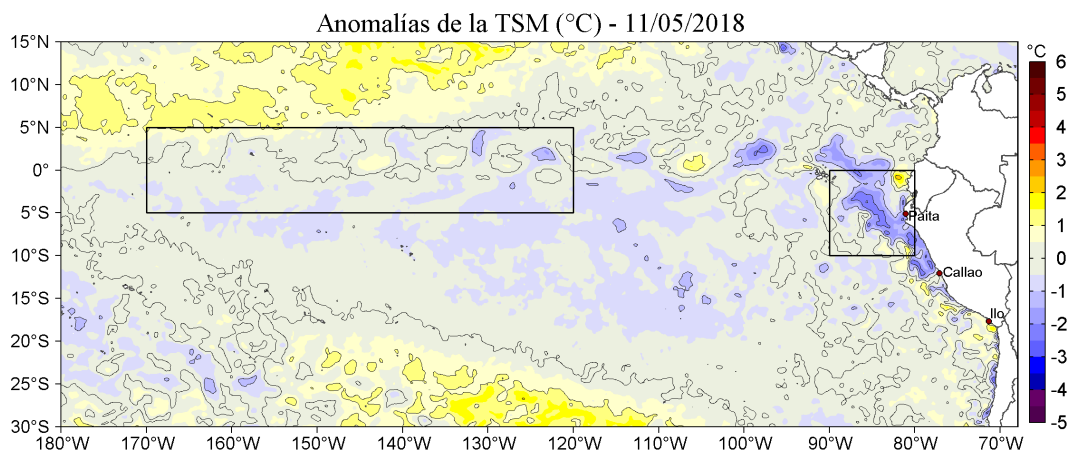 Anomalías de la TSM (°C) - 11/05/2018
°C
15°N
10°N
5°N
0°
5°S
10°S
15°S
20°S
25°S
30°S
180°W
170°W
160°W
150°W
140°W
130°W
120°W
110°W
100°W
90°W
80°W
70°W
Paita
Callao
Ilo
6
5
4
3
2
1
0
-1
-2
-3
-4
-5